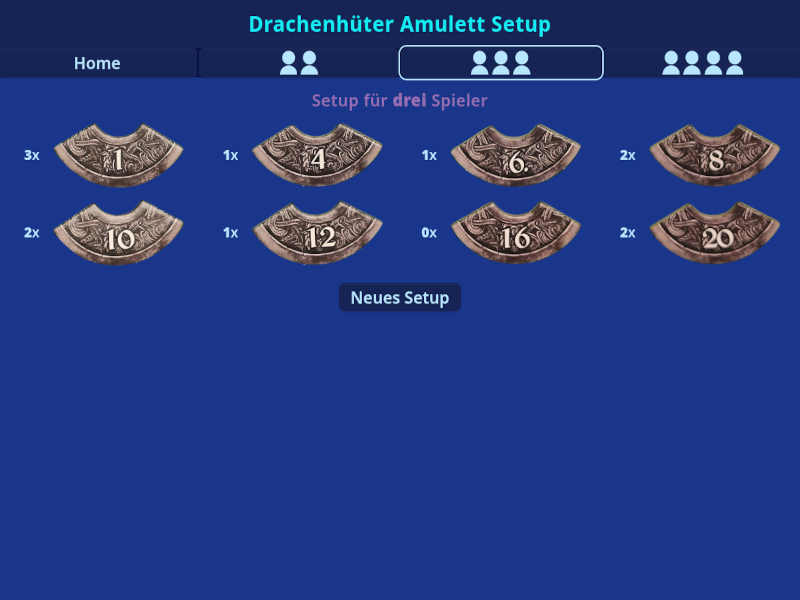 Drachenhüter Amulett Setup
Home
Setup für drei Spieler
3x 1 1x 4 1x 6. 2x 8
2x 10 1x 12 0x 16 2x 20
Neues Setup